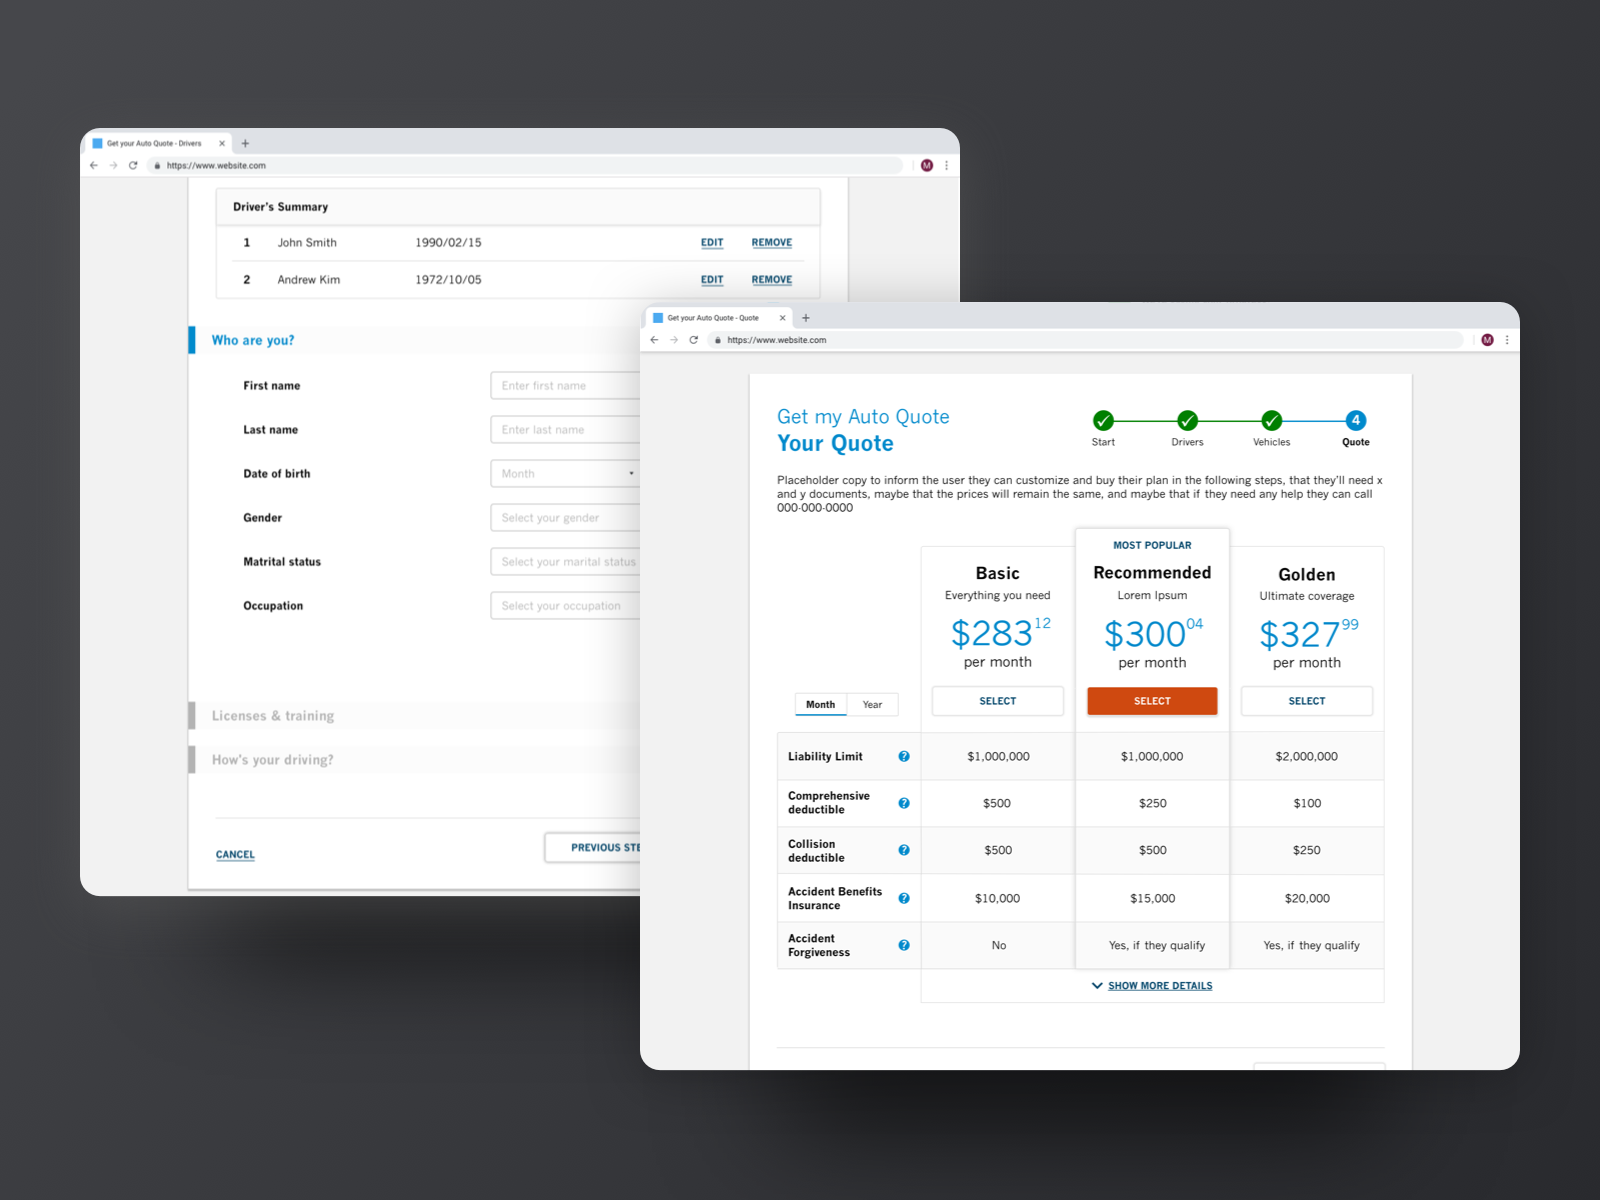 Get your Auto Quote - Drivers
https://www.website.com
M
Driver's Summary
1 John Smith 1990/02/15 EDIT REMOVE
2 Andrew Kim 1972/10/05 EDIT REMOVE
Who are you?
First name Enter first name
Last name Enter last name
Date of birth Month
Gender Select your gender
Matrital status Select your marital status
Occupation Select your occupation
Licenses & training
How's your driving?
CANCEL PREVIOUS STE
Get your Auto Quote - Quote
https://www.website.com
M
Get my Auto Quote
Your Quote
4
Start Drivers Vehicles Quote
Placeholder copy to inform the user they can customize and buy their plan in the following steps, that they'll need x
and y documents, maybe that the prices will remain the same, and maybe that if they need any help they can call
000-000-0000
MOST POPULAR
Basic Recommended Golden
Everything you need Lorem Ipsum Ultimate coverage
$283 12 $300 04 $327 99
per month per month per month
Month Year SELECT SELECT SELECT
Liability Limit ? $1,000,000 $1,000,000 $2,000,000
Comprehensive
deductible ? $500 $250 $100
Collision
deductible ? $500 $500 $250
Accident Benefits
Insurance ? $10,000 $15,000 $20,000
Accident
Forgiveness ? No Yes, if they qualify Yes, if they qualify
SHOW MORE DETAILS